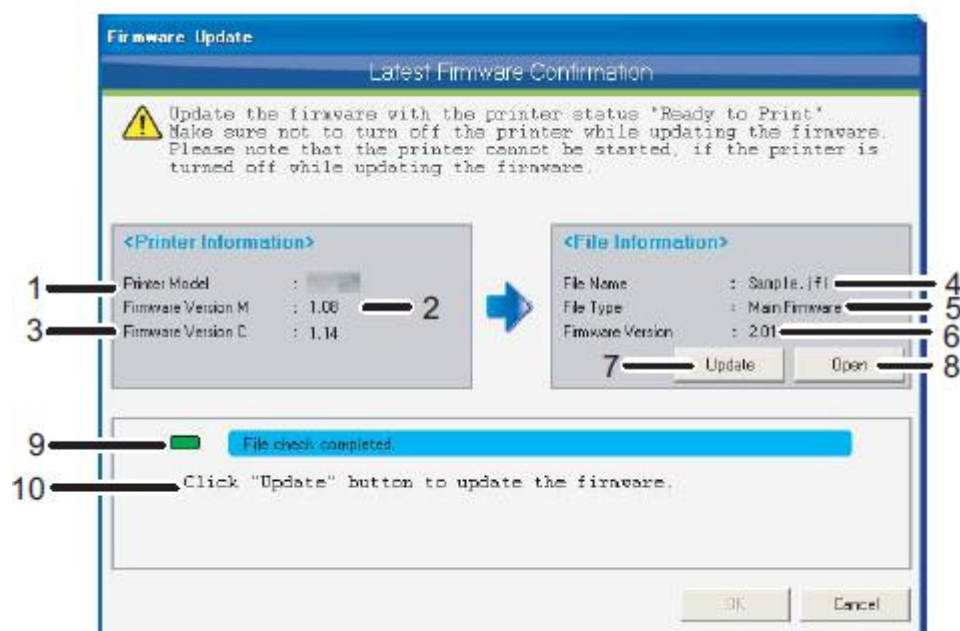 Firmware Update
Latest Firmware Confirmation
Update the firmware with the printer status "Ready to Print".
Make sure not to turn off the printer while updating the firmware.
Please note that the printer cannot be started, if the printer is
turned off while updating the firmware.
<Printer Information>
1 Printer Model :
Firmware Version M : 1.08 2
3 Firmware Version C : 1.14
<File Information>
File Name : Sample.jfl 4
File Type : Main Firmware 5
Firmware Version : 2.01 6
7 Update Open 8
9 File check completed.
10 Click "Update" button to update the firmware.
OK Cancel